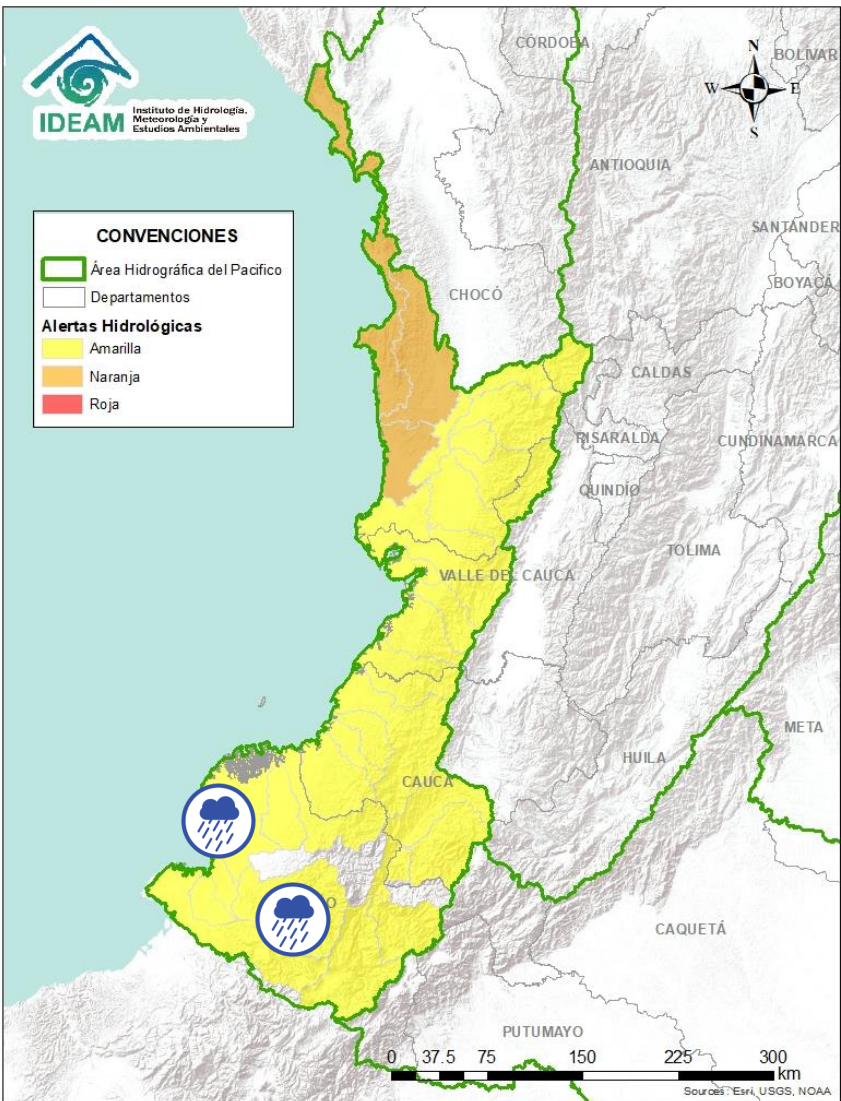 CÓRDOBA
BOLIVAR
N
W
E
S
IDEAM
Instituto de Hidrología,
Meteorología y
Estudios Ambientales
ANTIOQUIA
SANTANDER
CONVENCIONES
Área Hidrográfica del Pacifico
Departamentos
Alertas Hidrológicas
Amarilla
Naranja
Roja
BOYACÁ
CHOCÓ
CALDAS
RISARALDA
CUNDINAMARCA
QUINDÍO
TOLIMA
VALLE DEL CAUCA
META
HUILA
CAUCA
O
CAQUETÁ
PUTUMAYO
0 37.5 75 150 225 300
km
Sources: Esri, USGS, NOAA